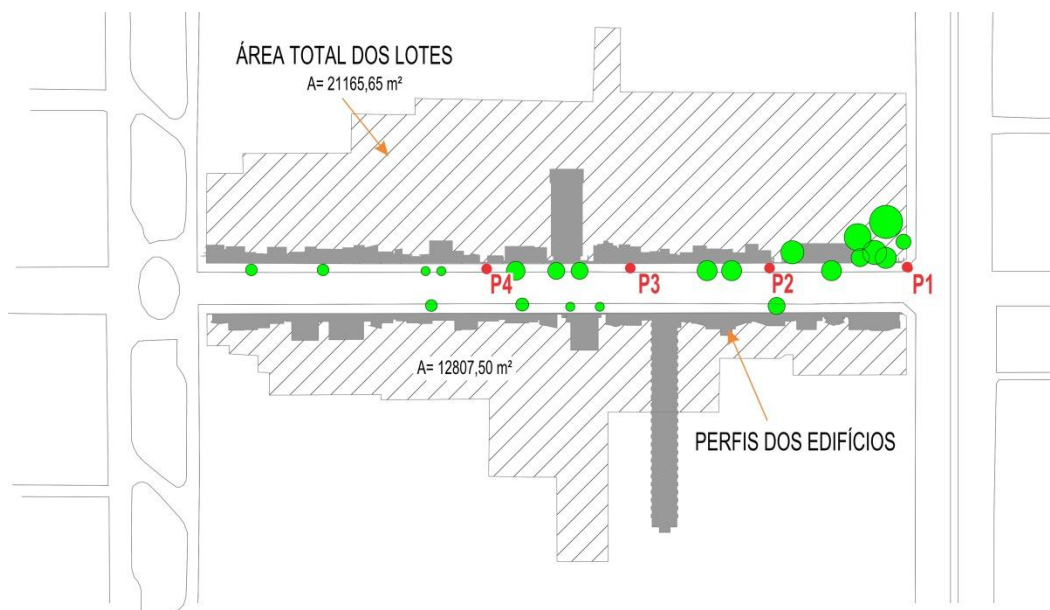 ÁREA TOTAL DOS LOTES
A= 21165,65 m²
P4
P3
P2
P1
A= 12807,50 m²
PERFIS DOS EDIFÍCIOS